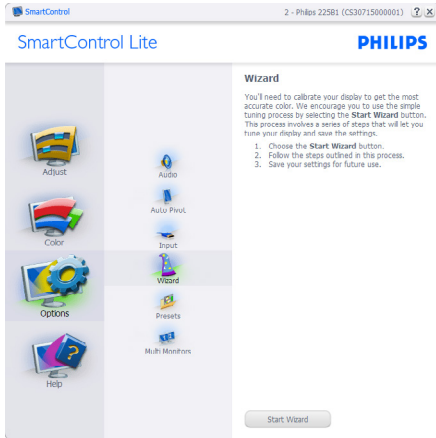 SmartControl
2 - Philips 225B1 (CS30715000001)
? X
SmartControl Lite
PHILIPS
Adjust
Color
Options
Help
Audio
Auto Pivot
Input
Wizard
Presets
Multi Monitors
Wizard
You'll need to calibrate your display to get the most
accurate color. We encourage you to use the simple
tuning process by selecting the Start Wizard button.
This process involves a series of steps that will let you
tune your display and save the settings.
1. Choose the Start Wizard button.
2. Follow the steps outlined in this process.
3. Save your settings for future use.
Start Wizard